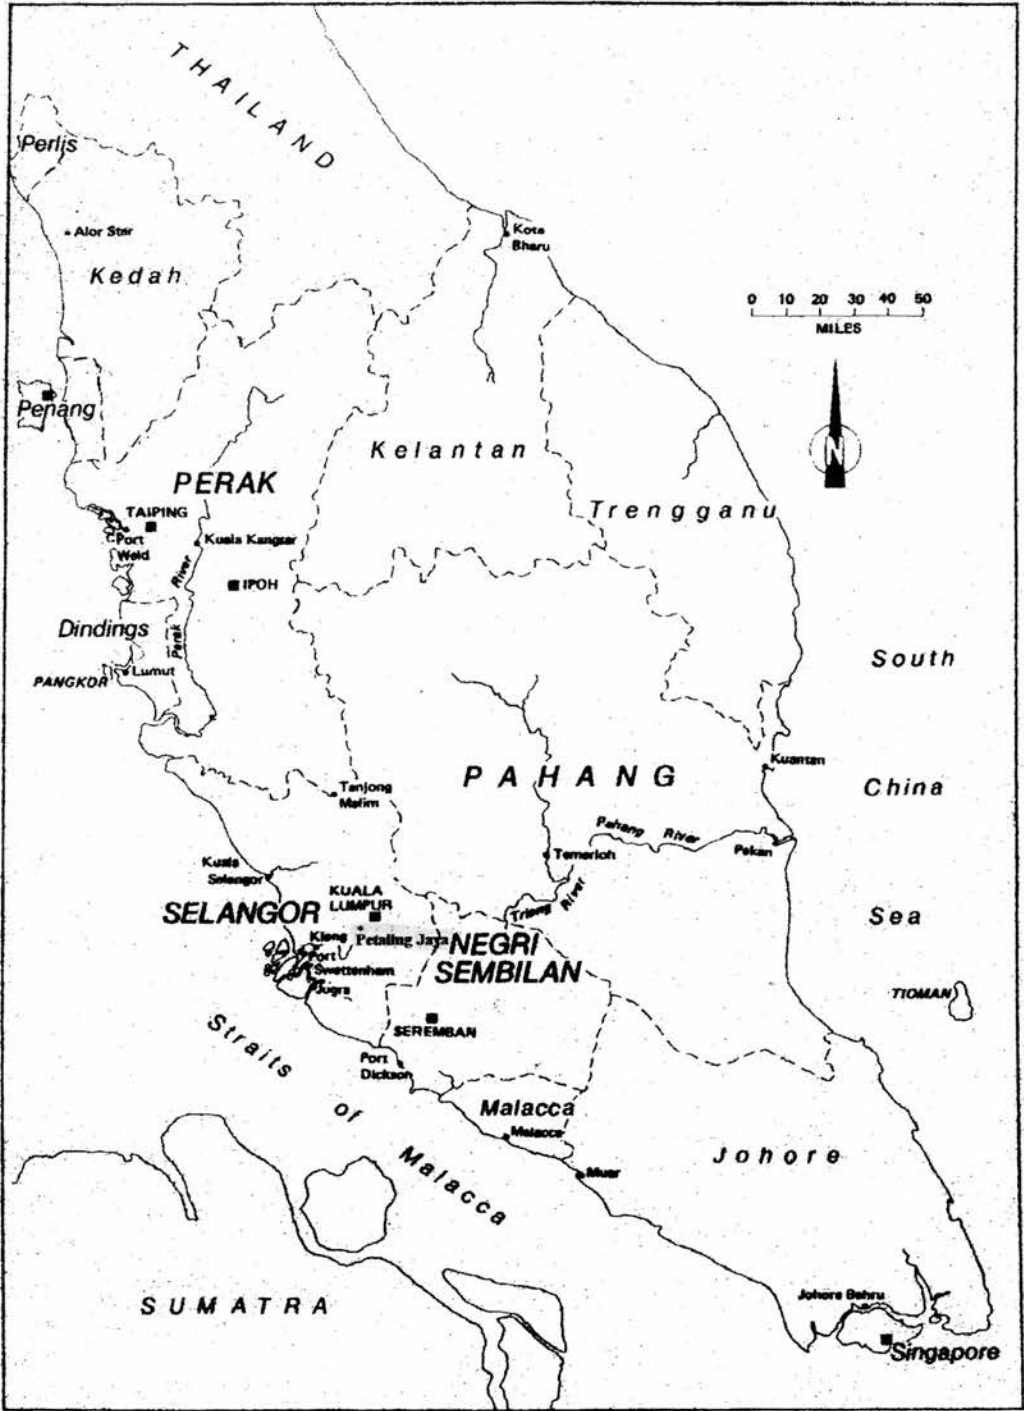 THAILAND
Perlis
Alor Star
Kedah
Kota
Bharu
0 10 20 30 40 50
MILES
N
Penang
Kelantan
PERAK
Trengganu
TAIPING
Port
Weld
Kuala Kangsar
River
Perak
IPOH
Dindings
Lumut
PANGKOR
South
China
Sea
Kuantan
PAHANG
Tanjong
Malim
Pahang River
Pekan
Temerloh
Triang
River
Kuala
Selangor
KUALA
LUMPUR
SELANGOR
Klang
Petaling Jaya
NEGRI
SEMBILAN
Port
Swettenham
Jugra
TIOMAN
SEREMBAN
Straits
of
Malacca
Port
Dickson
Malacca
Malacca
Muar
Johore
SUMATRA
Johore Bahru
Singapore